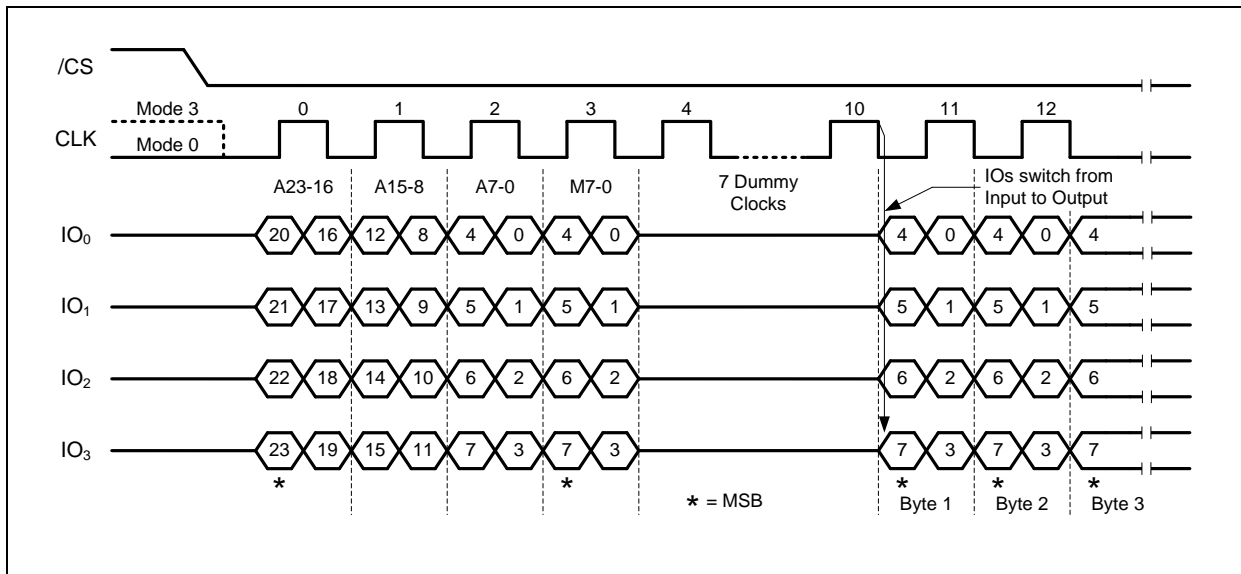 /CS
Mode 3 0 1 2 3 4 10 11 12
CLK
Mode 0
A23-16 A15-8 A7-0 M7-0 7 Dummy
Clocks
IOs switch from
Input to Output
IO₀ 20 16 12 8 4 0 4 0 4 0 4 0 4
IO₁ 21 17 13 9 5 1 5 1 5 1 5 1 5
IO₂ 22 18 14 10 6 2 6 2 6 2 6 2 6
IO₃ 23 19 15 11 7 3 7 3 7 3 7 3 7
* * * * *
* = MSB Byte 1 Byte 2 Byte 3